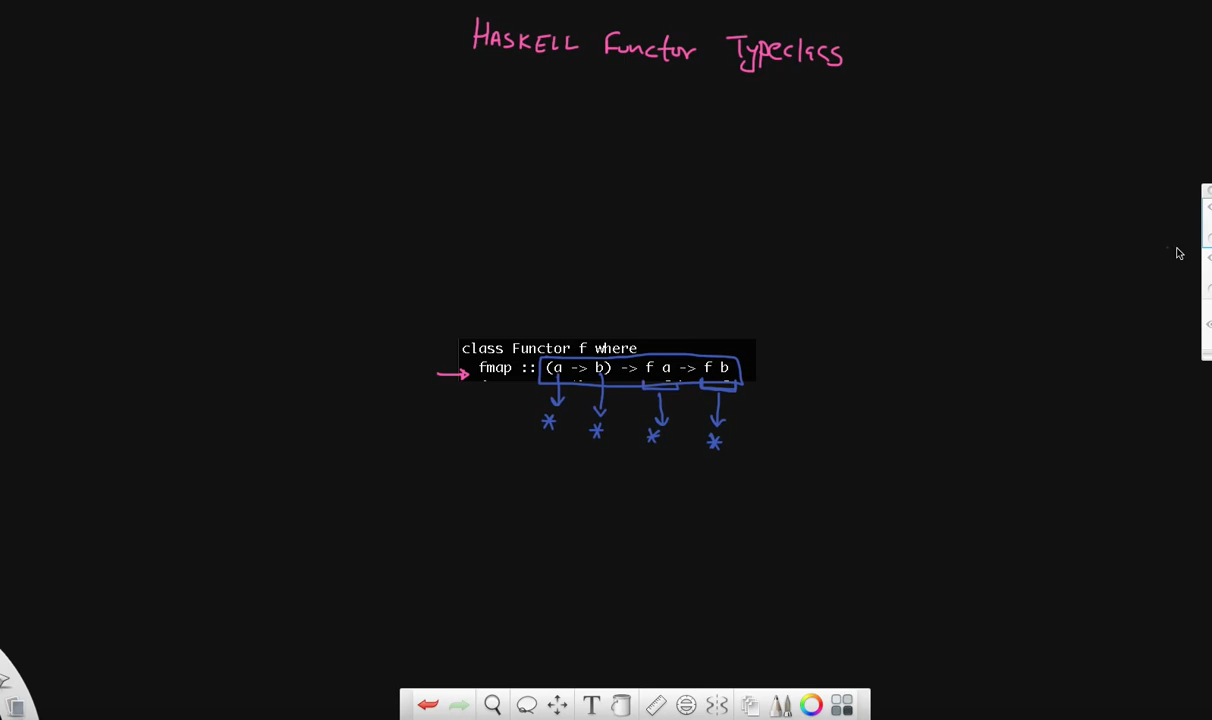 HASKELL Functor Typeclass
class Functor f where
fmap :: (a -> b) -> f a -> f b
* * * *
T